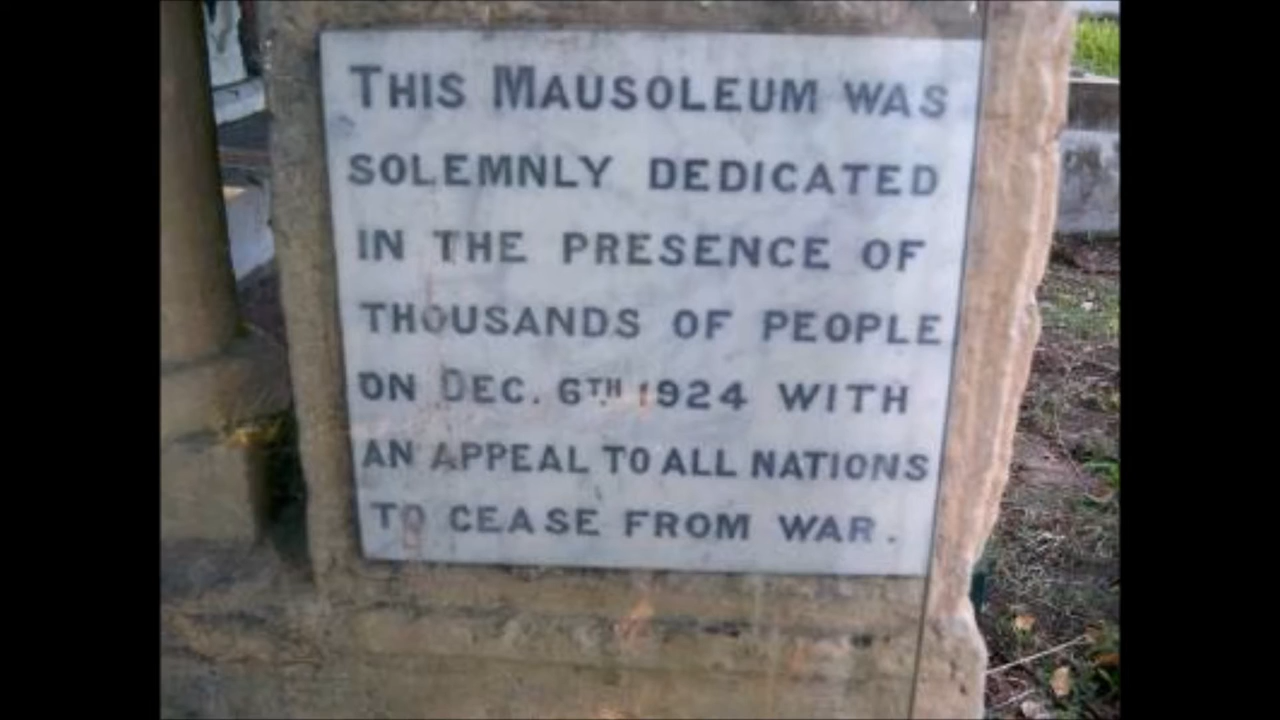 THIS MAUSOLEUM WAS
SOLEMNLY DEDICATED
IN THE PRESENCE OF
THOUSANDS OF PEOPLE
ON DEC. 6TH 1924 WITH
AN APPEAL TO ALL NATIONS
TO CEASE FROM WAR.